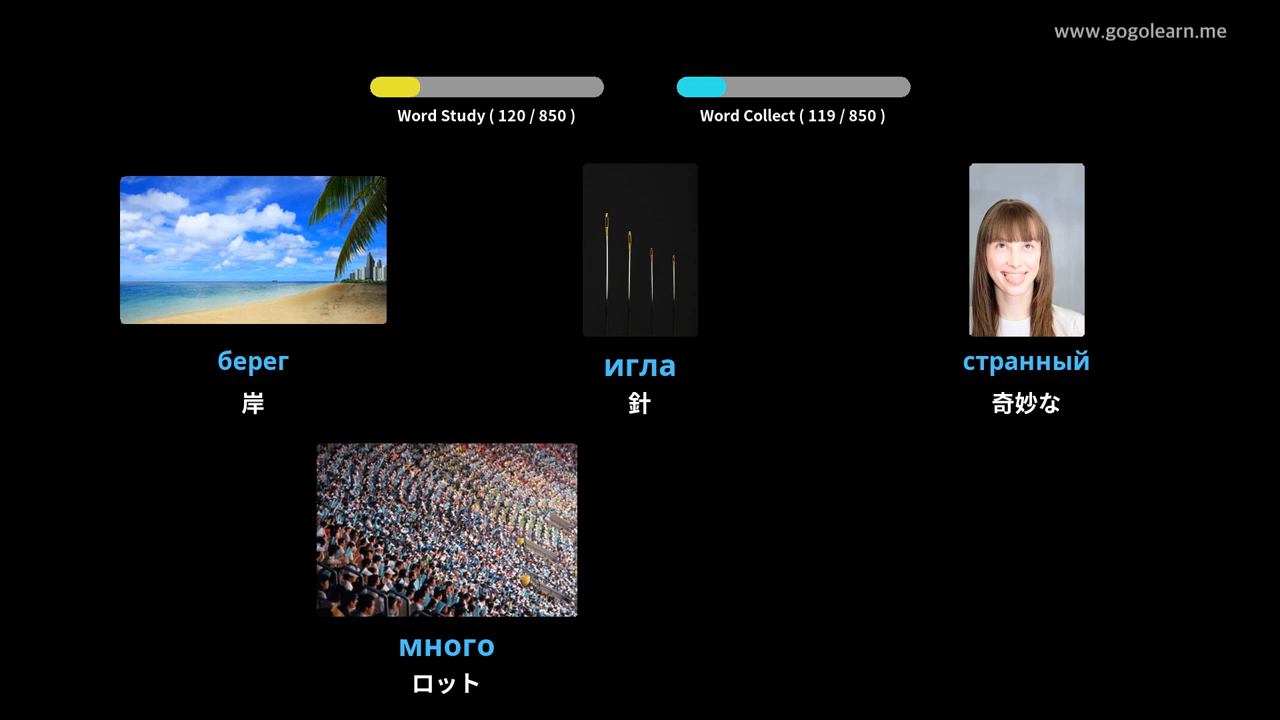 www.gogolearn.me
Word Study ( 120 / 850 )
Word Collect ( 119 / 850 )
берег
игла
странный
岸
針
奇妙な
много
ロット